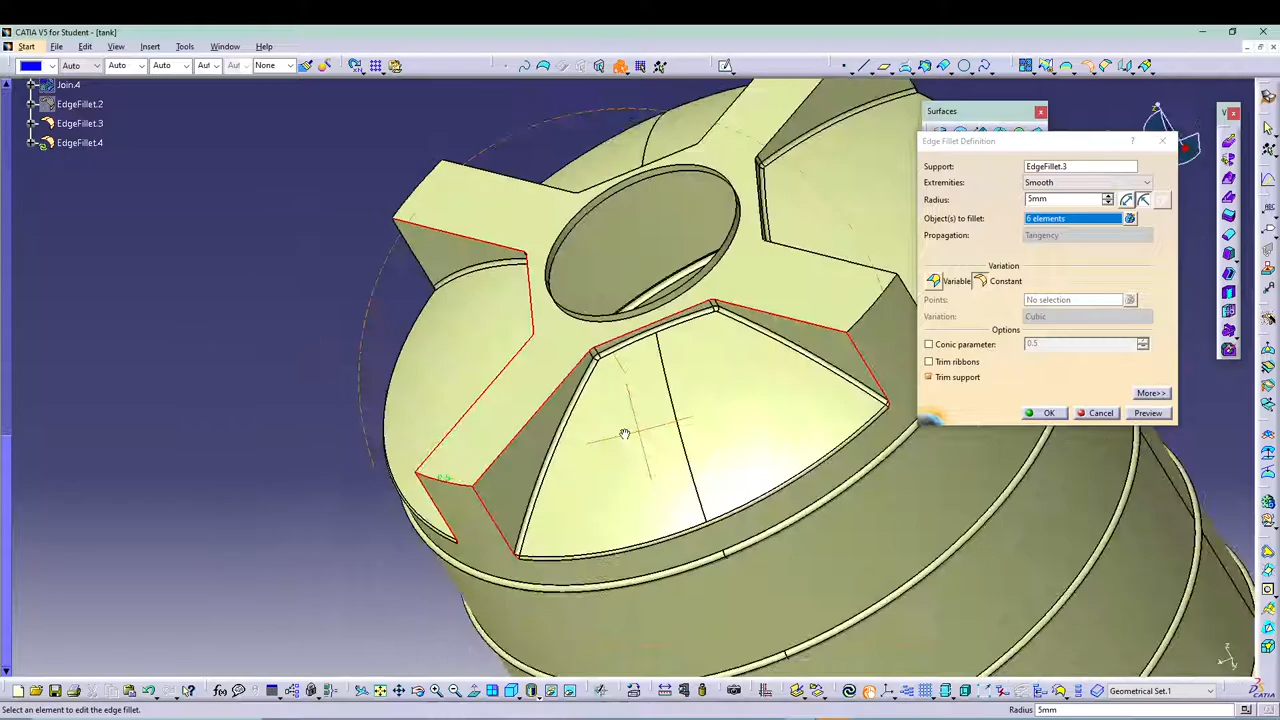 CATIA V5 for Student - [tank]
Start File Edit View Insert Tools Window Help
Auto Auto Auto Aut Aut None
Join.4
EdgeFillet.2
EdgeFillet.3
EdgeFillet.4
Surfaces
V
Edge Fillet Definition
Support: EdgeFillet.3
Extremities: Smooth
Radius: 5mm
Object(s) to fillet: 6 elements
Propagation: Tangency
Variation
Variable Constant
Points: No selection
Variation: Cubic
Options
Conic parameter: 0.5
Trim ribbons
Trim support
More>>
OK Cancel Preview
Geometrical Set.1
Select an element to edit the edge fillet.
Radius 5mm